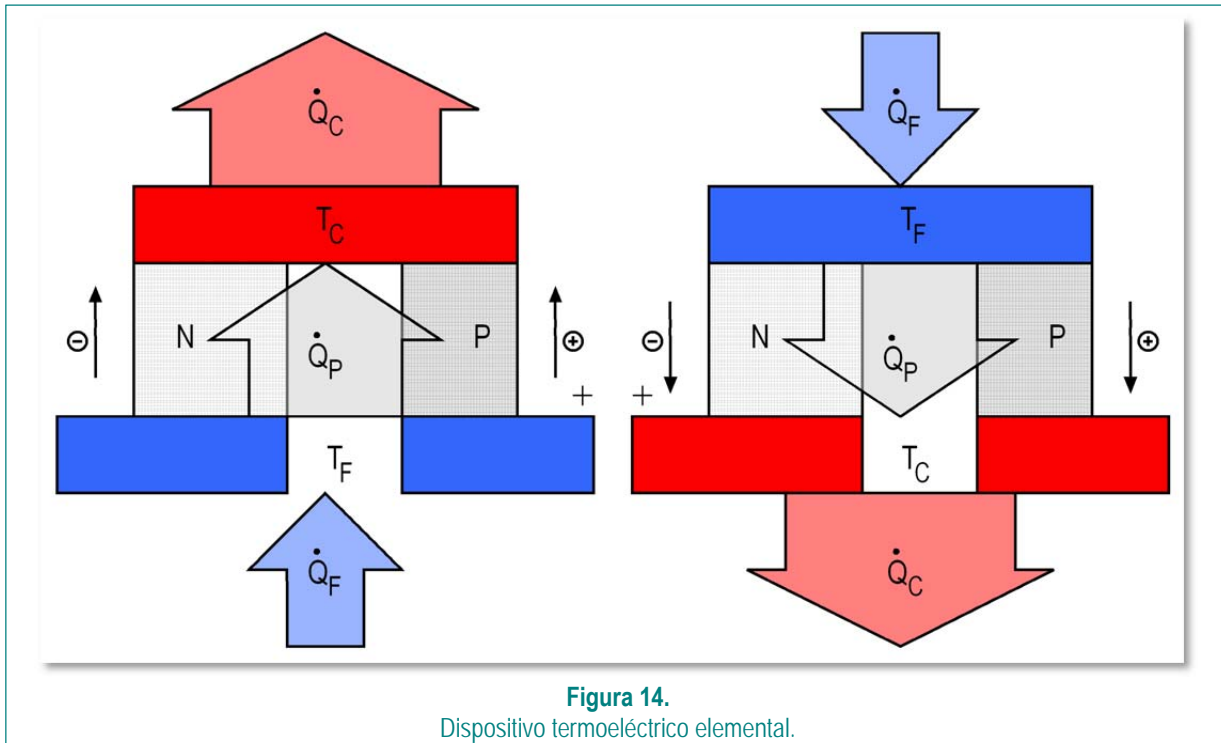 Q̇C
Q̇F
TC
TF
⊖ N Q̇P P ⊕
⊖ N Q̇P P ⊕
+ +
TF
TC
Q̇F
Q̇C
Figura 14.
Dispositivo termoeléctrico elemental.